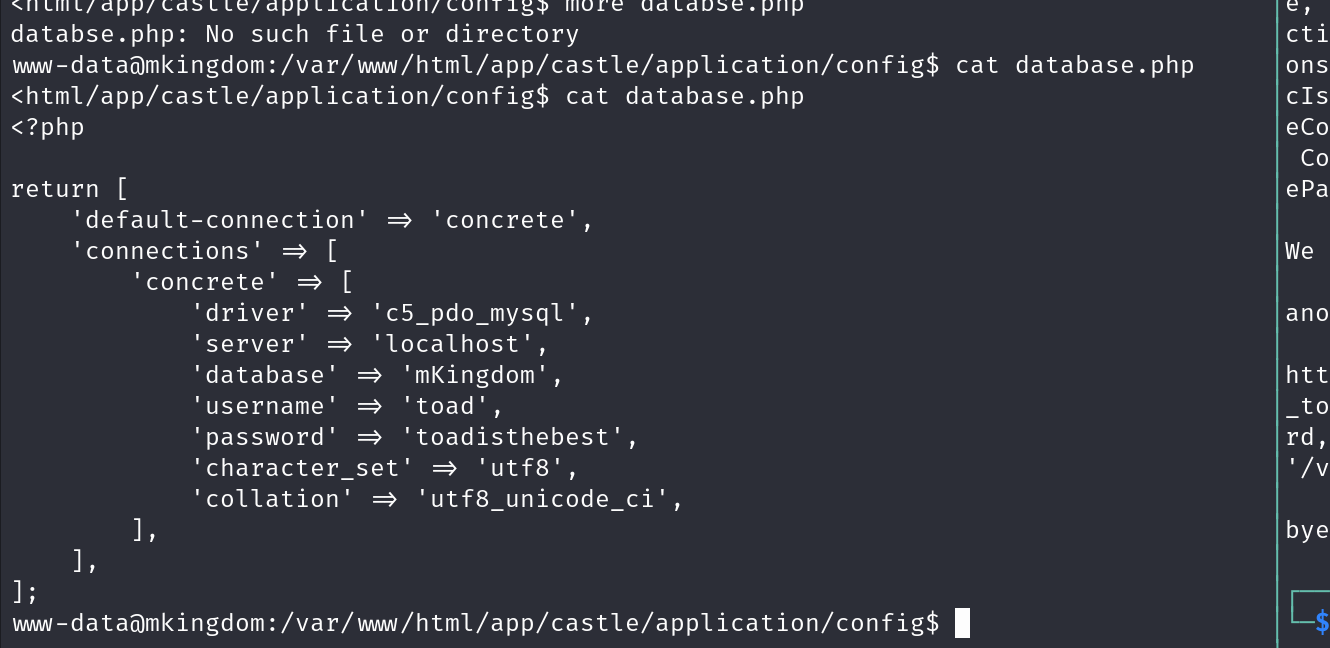 <html/app/castle/application/config$ more databse.php
databse.php: No such file or directory
www-data@mkingdom:/var/www/html/app/castle/application/config$ cat database.php
<html/app/castle/application/config$ cat database.php
<?php
return [
    'default-connection' => 'concrete',
    'connections' => [
        'concrete' => [
            'driver' => 'c5_pdo_mysql',
            'server' => 'localhost',
            'database' => 'mKingdom',
            'username' => 'toad',
            'password' => 'toadisthebest',
            'character_set' => 'utf8',
            'collation' => 'utf8_unicode_ci',
        ],
    ],
];
www-data@mkingdom:/var/www/html/app/castle/application/config$
e,
cti
ons
cIs
eCo
Co
ePa
We
ano
htt
_to
rd,
'/v
bye
$